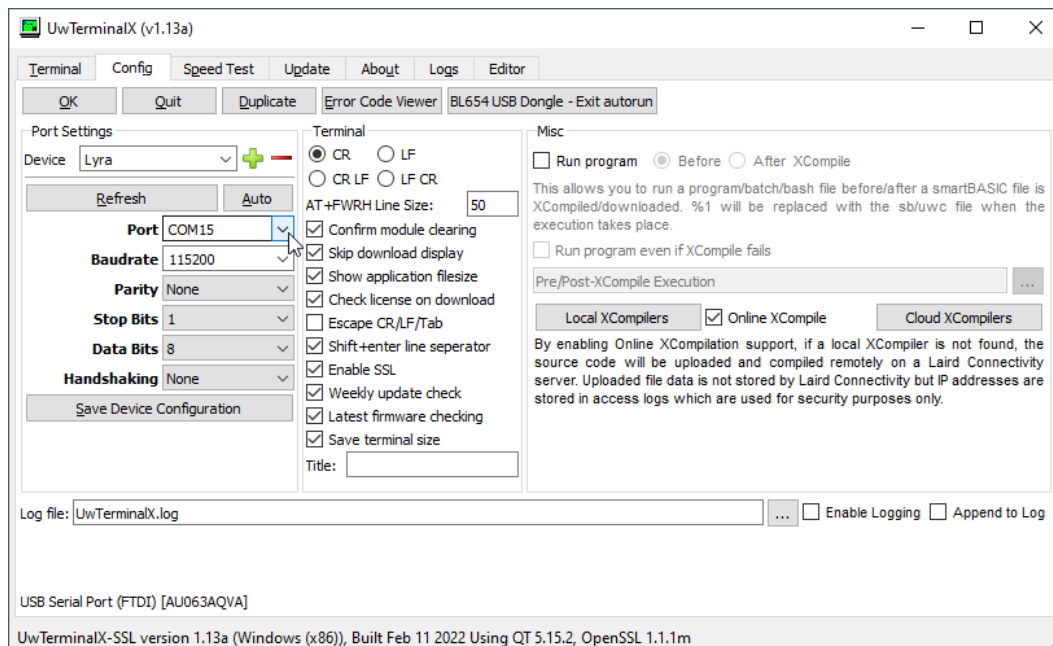 UwTerminalX (v1.13a)
Terminal Config Speed Test Update About Logs Editor
OK Quit Duplicate Error Code Viewer BL654 USB Dongle - Exit autorun
Port Settings
Device Lyra
Refresh Auto
Port COM15
Baudrate 115200
Parity None
Stop Bits 1
Data Bits 8
Handshaking None
Save Device Configuration
Terminal
CR LF
CR LF LF CR
AT+FWRH Line Size: 50
Confirm module clearing
Skip download display
Show application filesize
Check license on download
Escape CR/LF/Tab
Shift+enter line seperator
Enable SSL
Weekly update check
Latest firmware checking
Save terminal size
Title:
Misc
Run program Before After XCompile
This allows you to run a program/batch/bash file before/after a smartBASIC file is
XCompiled/downloaded. %1 will be replaced with the sb/uwc file when the
execution takes place.
Run program even if XCompile fails
Pre/Post-XCompile Execution ...
Local XCompilers Online XCompile Cloud XCompilers
By enabling Online XCompilation support, if a local XCompiler is not found, the
source code will be uploaded and compiled remotely on a Laird Connectivity
server. Uploaded file data is not stored by Laird Connectivity but IP addresses are
stored in access logs which are used for security purposes only.
Log file: UwTerminalX.log ... Enable Logging Append to Log
USB Serial Port (FTDI) [AU063AQVA]
UwTerminalX-SSL version 1.13a (Windows (x86)), Built Feb 11 2022 Using QT 5.15.2, OpenSSL 1.1.1m